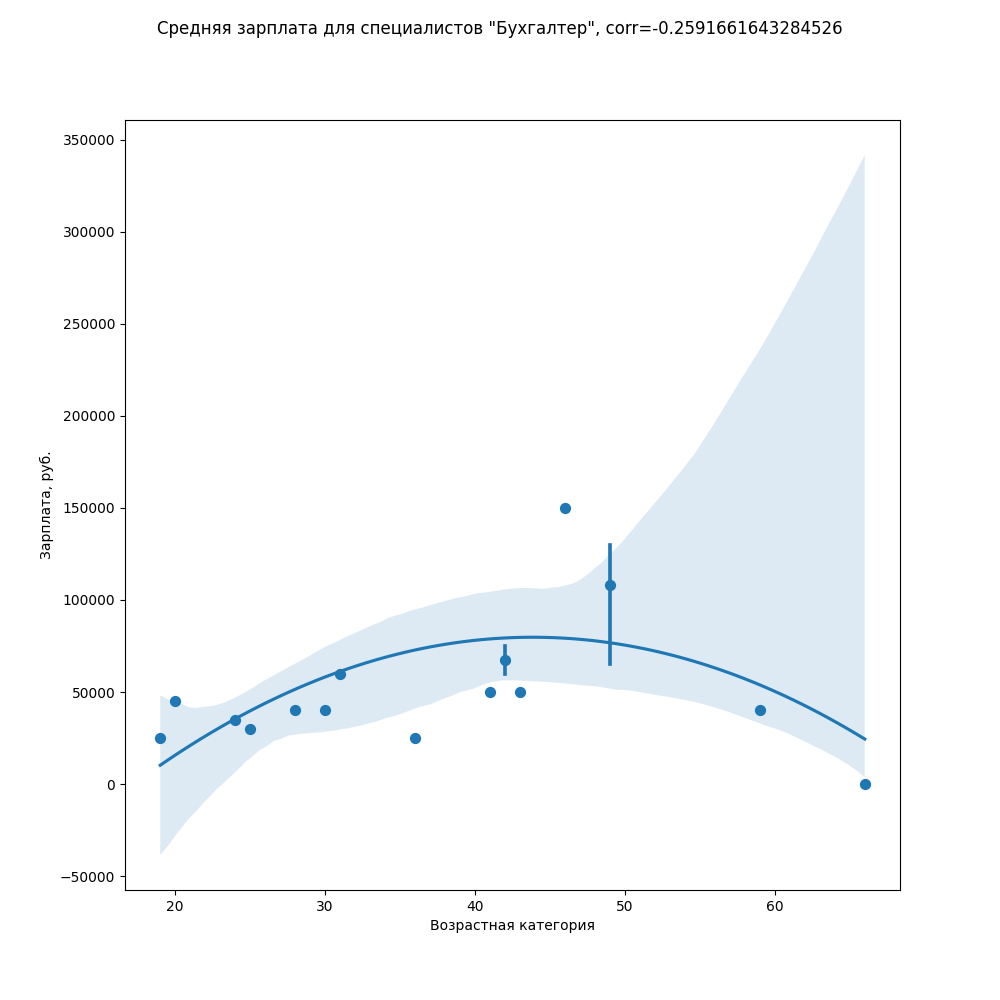 Средняя зарплата для специалистов "Бухгалтер", corr=-0.2591661643284526
350000
300000
250000
200000
150000
100000
50000
0
−50000
Зарплата, руб.
20 30 40 50 60
Возрастная категория